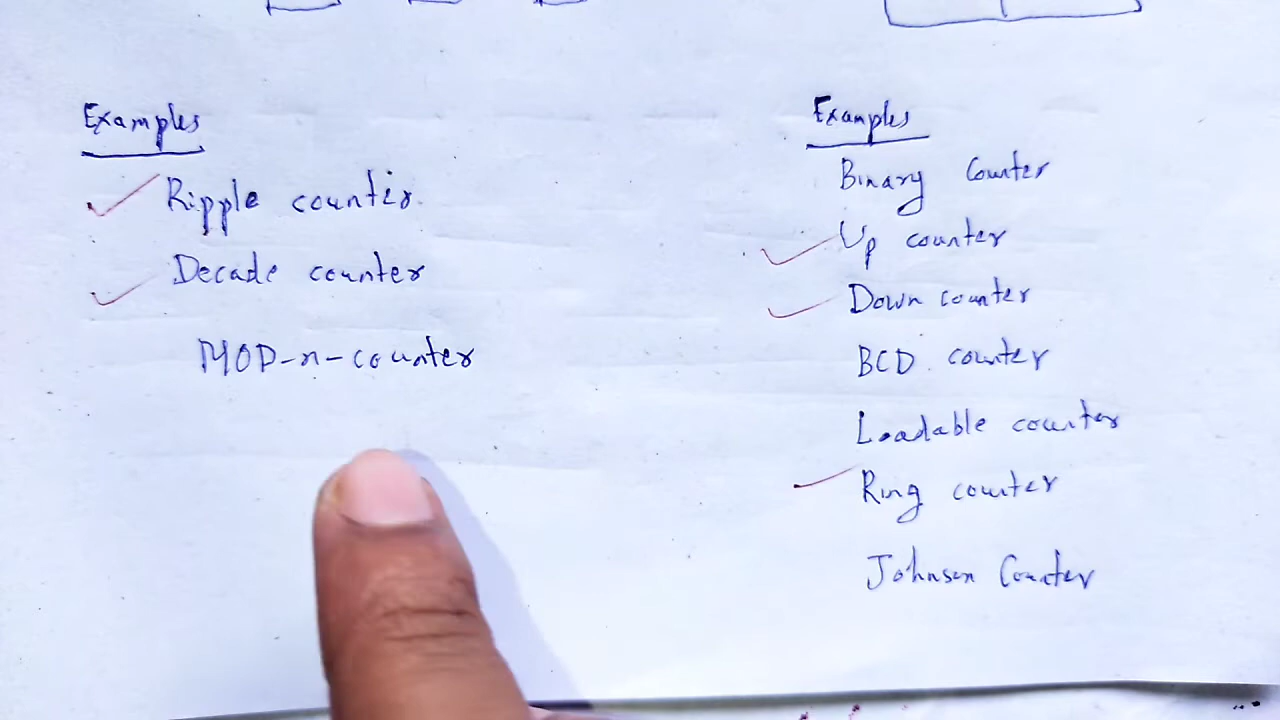 Examples
Ripple counter
Decade counter
MOD-n-counter
Examples
Binary Counter
Up counter
Down counter
BCD counter
Loadable counter
Ring counter
Johnson Counter